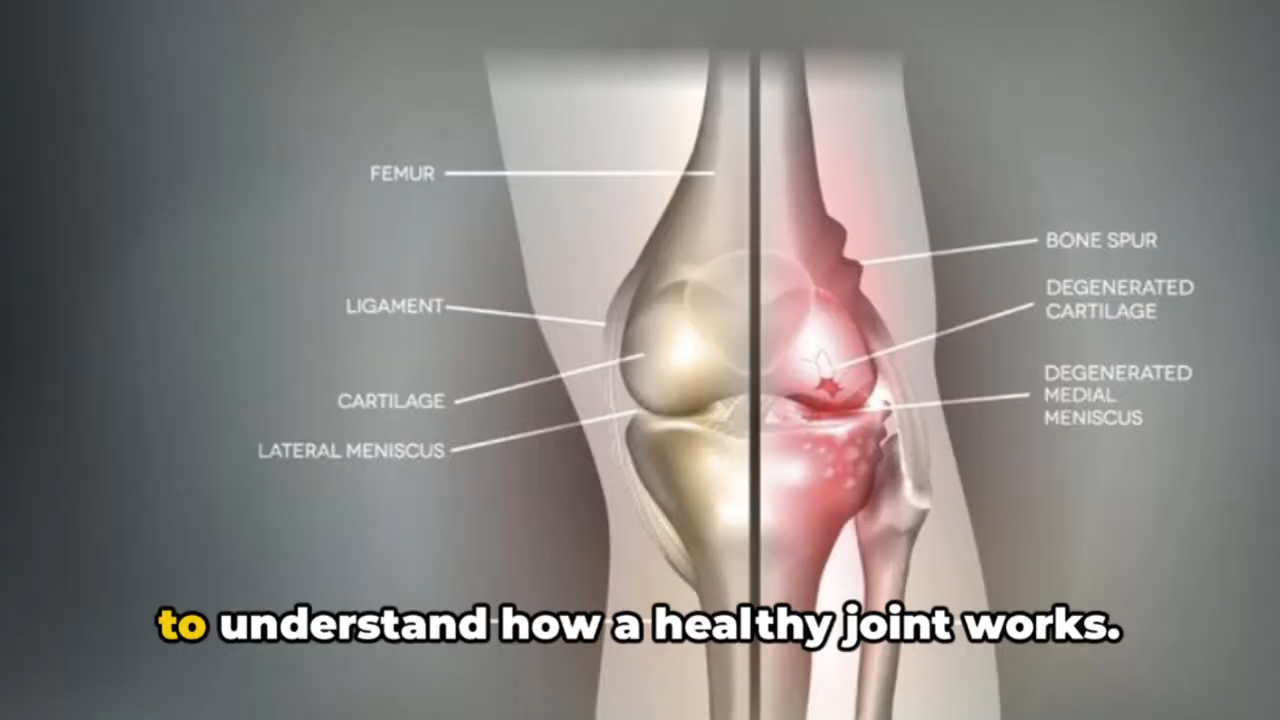 FEMUR
LIGAMENT
CARTILAGE
LATERAL MENISCUS
BONE SPUR
DEGENERATED
CARTILAGE
DEGENERATED
MEDIAL
MENISCUS
to understand how a healthy joint works.